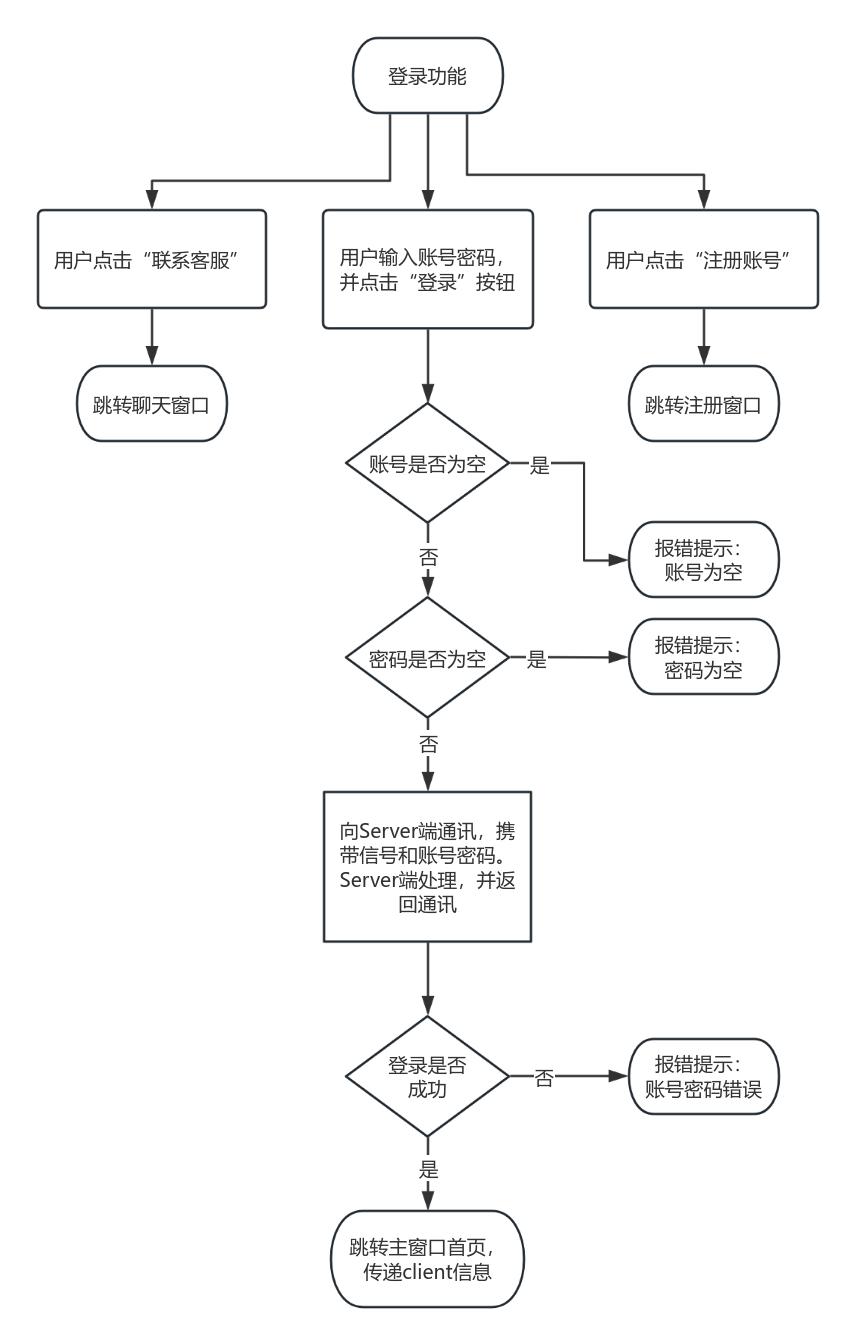 登录功能
用户点击“联系客服”
用户输入账号密码，
并点击“登录”按钮
用户点击“注册账号”
跳转聊天窗口
跳转注册窗口
账号是否为空
是
报错提示：
账号为空
否
密码是否为空
是
报错提示：
密码为空
否
向Server端通讯，携
带信号和账号密码。
Server端处理，并返
回通讯
登录是否
成功
否
报错提示：
账号密码错误
是
跳转主窗口首页，
传递client信息